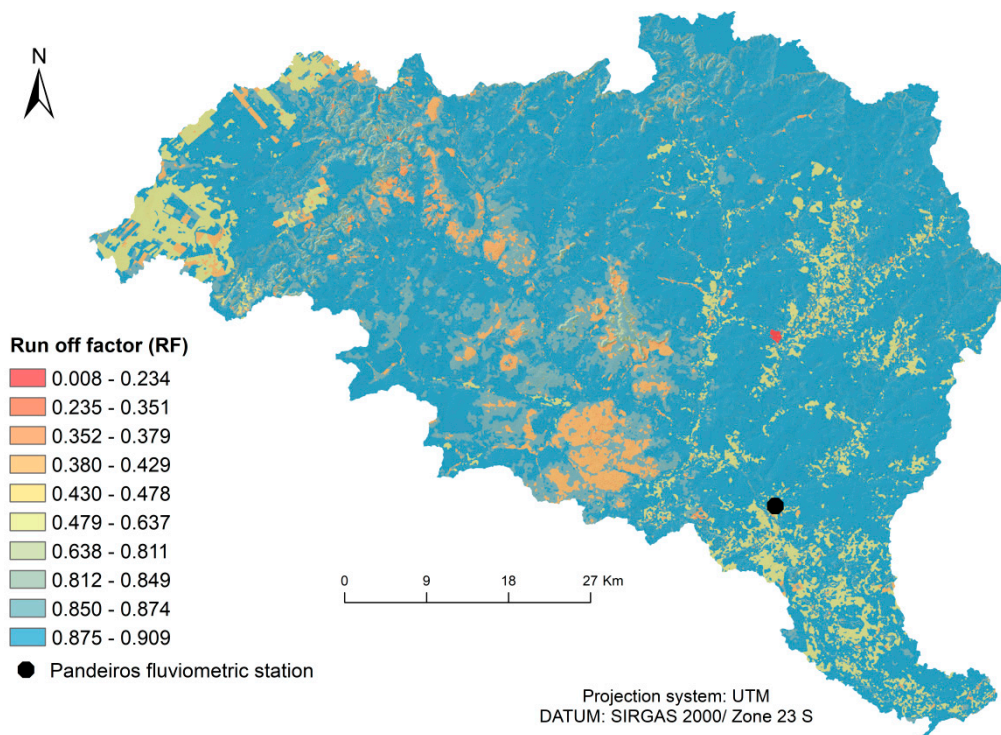 N
Run off factor (RF)
0.008 - 0.234
0.235 - 0.351
0.352 - 0.379
0.380 - 0.429
0.430 - 0.478
0.479 - 0.637
0.638 - 0.811
0.812 - 0.849
0.850 - 0.874
0.875 - 0.909
Pandeiros fluviometric station
0 9 18 27 Km
Projection system: UTM
DATUM: SIRGAS 2000/ Zone 23 S